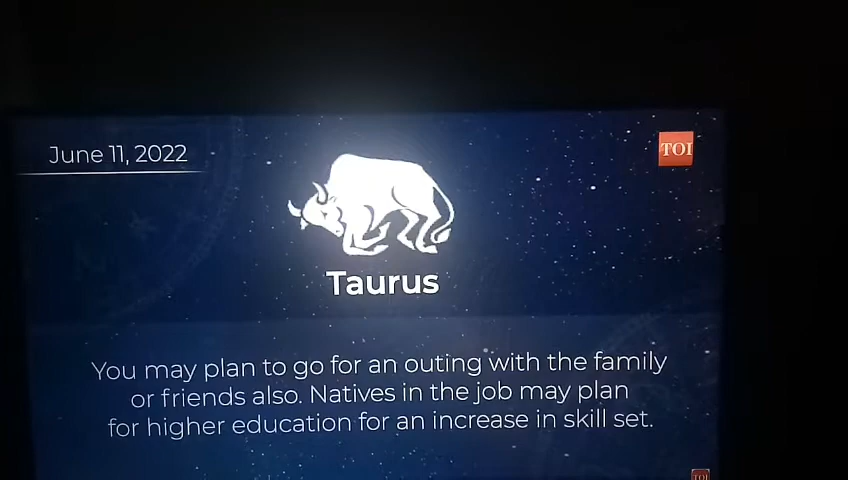 June 11, 2022
TOI
Taurus
You may plan to go for an outing with the family
or friends also. Natives in the job may plan
for higher education for an increase in skill set.
TOI